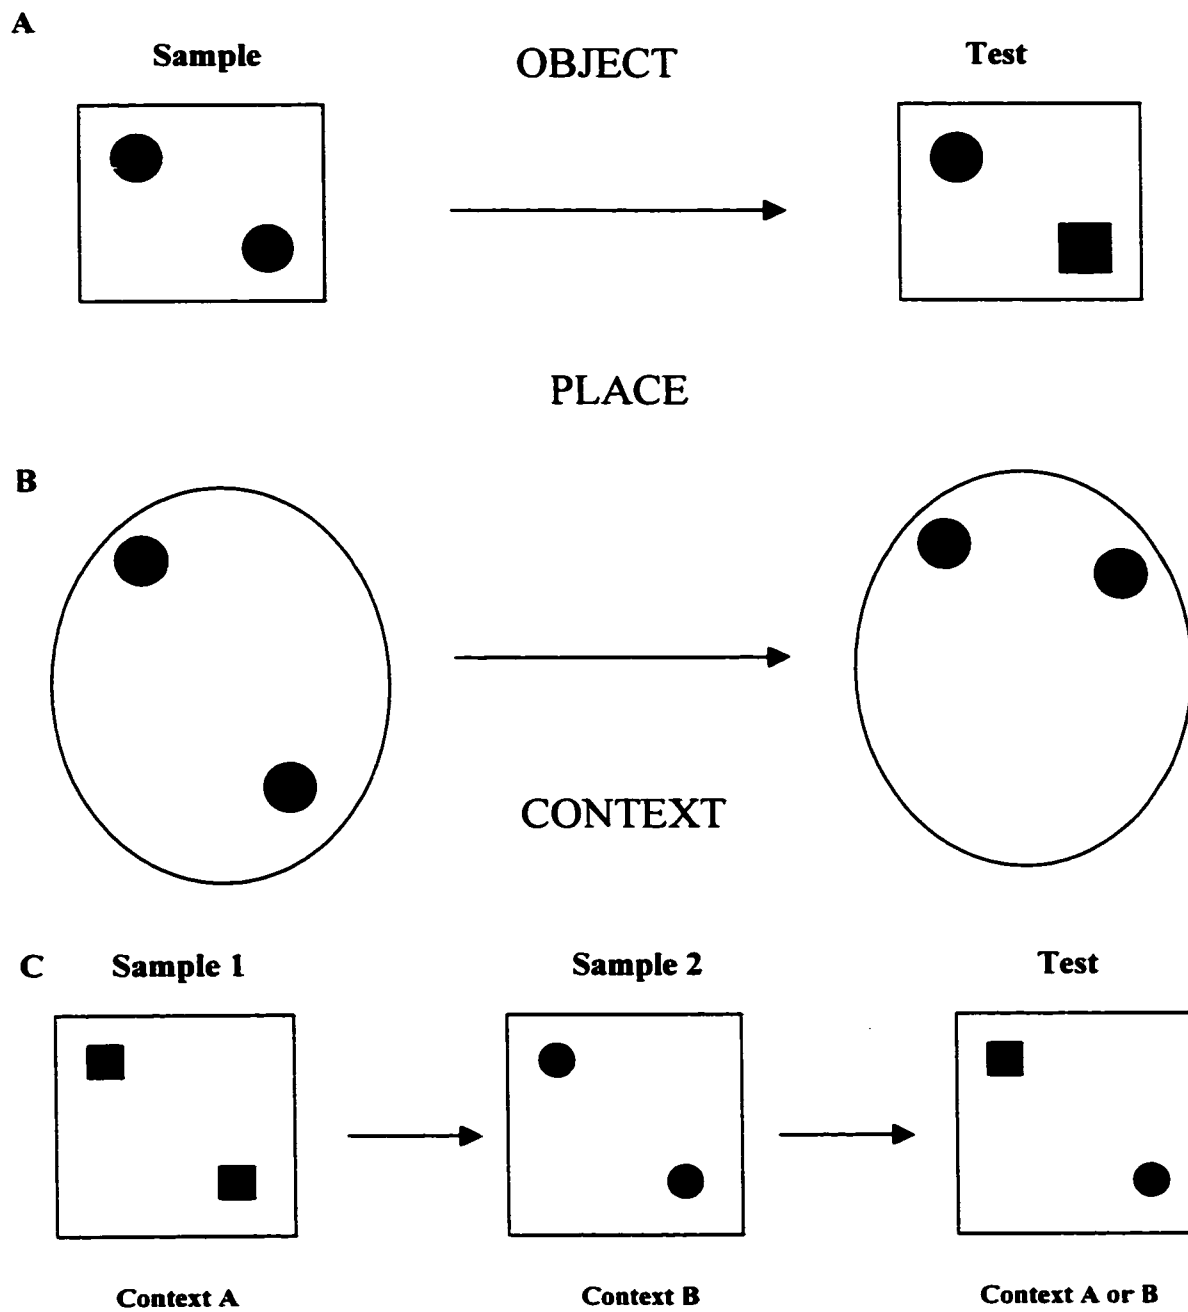 A
Sample
OBJECT
Test
PLACE
B
CONTEXT
C
Sample 1
Sample 2
Test
Context A
Context B
Context A or B